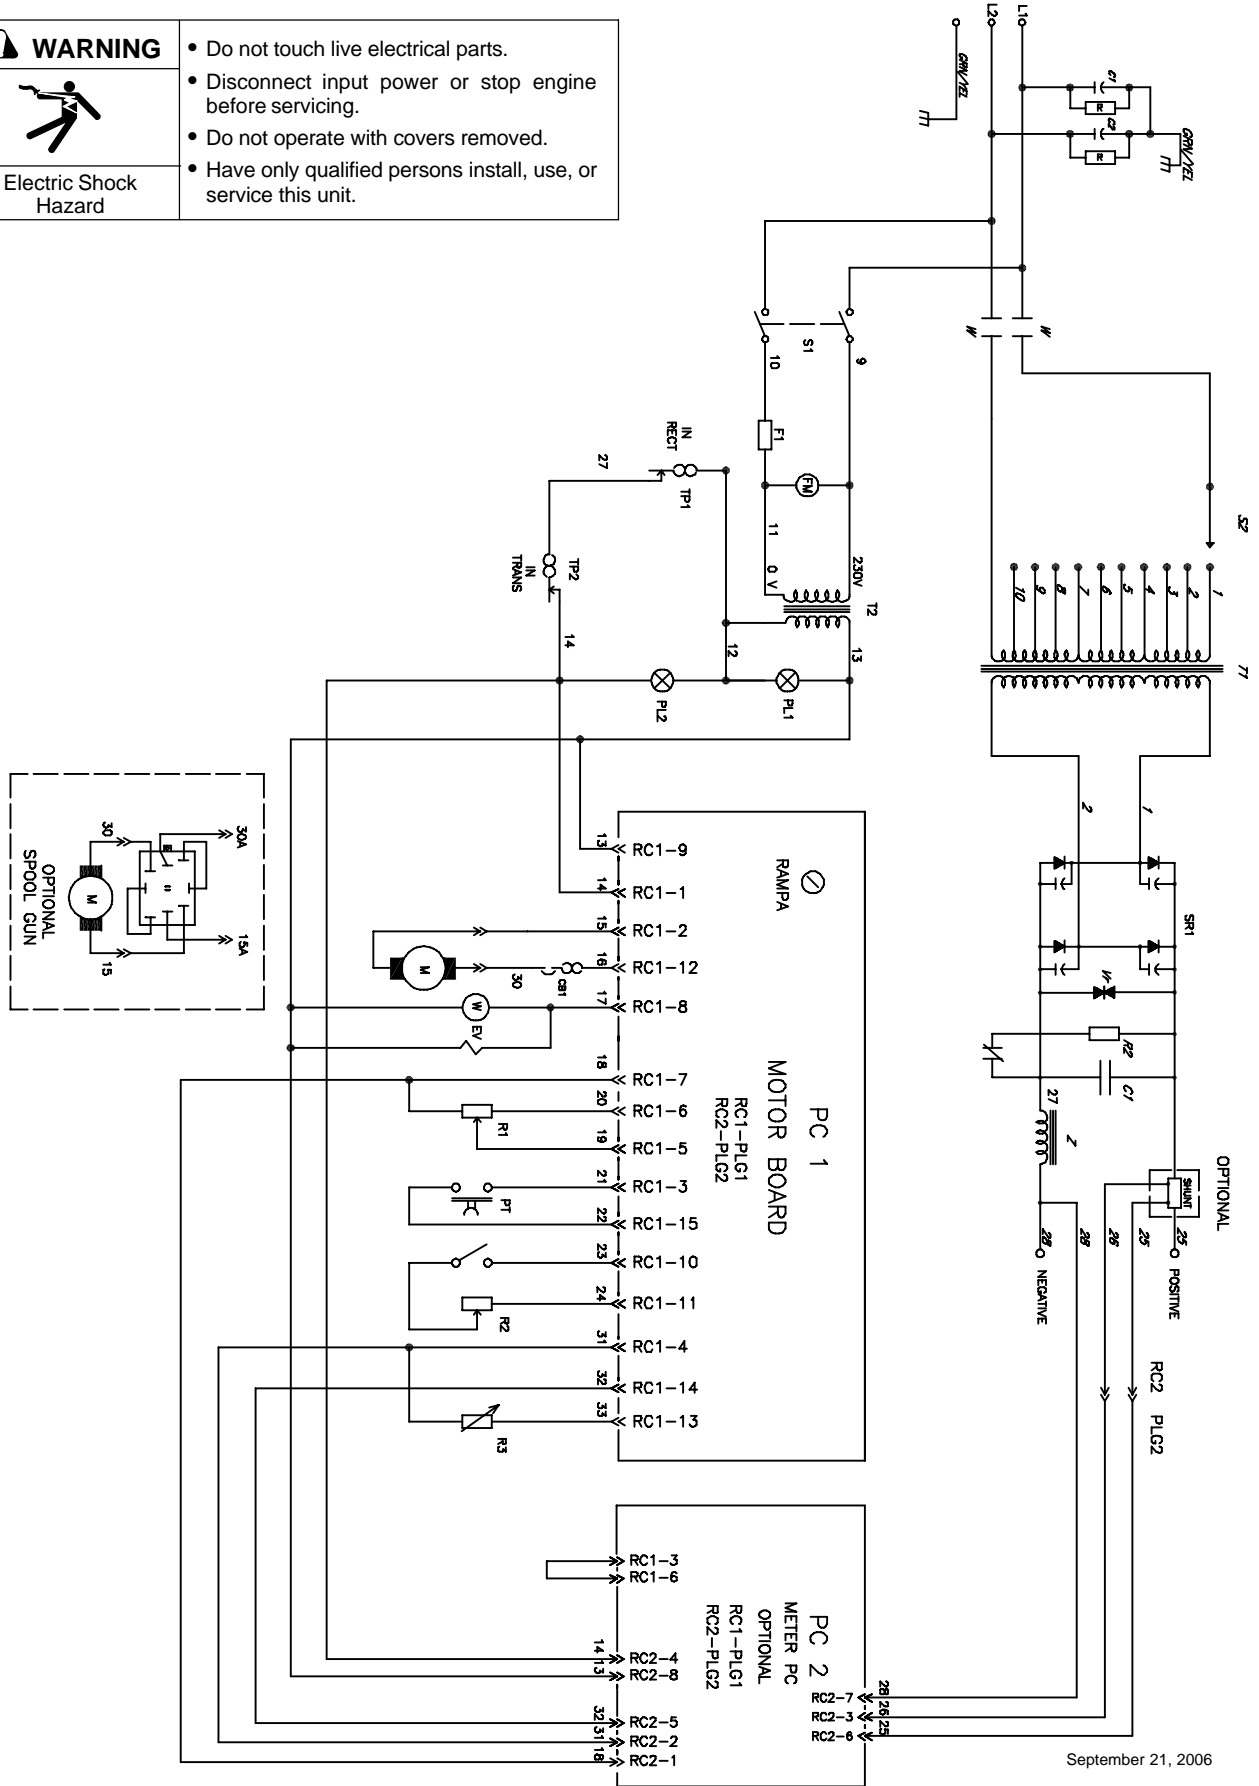 WARNING
Electric Shock
Hazard
• Do not touch live electrical parts.
• Disconnect input power or stop engine
before servicing.
• Do not operate with covers removed.
• Have only qualified persons install, use, or
service this unit.
L2
L1
GRN/YEL
C1
R
C2
R
GRN/YEL
W
W
S1
10
9
F1
FM
11
0 V
230V
T2
12
13
IN
RECT
TP1
27
TP2
IN
TRANS
14
PL2
PL1
S2
1
2
3
4
5
6
7
8
9
10
T1
2
1
SR1
Vr
R2
C1
27
Z
OPTIONAL
SHUNT
28
28
26
25
25
NEGATIVE
POSITIVE
RC2
PLG2
RAMPA
PC 1
MOTOR BOARD
RC1-PLG1
RC2-PLG2
13 RC1-9
14 RC1-1
15 RC1-2
16 RC1-12
17 RC1-8
18 RC1-7
20 RC1-6
19 RC1-5
21 RC1-3
22 RC1-15
23 RC1-10
24 RC1-11
31 RC1-4
32 RC1-14
33 RC1-13
M
30
CB1
W
EV
R1
PT
R2
R3
30A
30
M
15A
15
OPTIONAL
SPOOL GUN
PC 2
METER PC
OPTIONAL
RC1-PLG1
RC2-PLG2
RC1-3
RC1-6
14 RC2-4
13 RC2-8
32 RC2-5
31 RC2-2
18 RC2-1
RC2-7 28
RC2-3 26
RC2-6 25
September 21, 2006